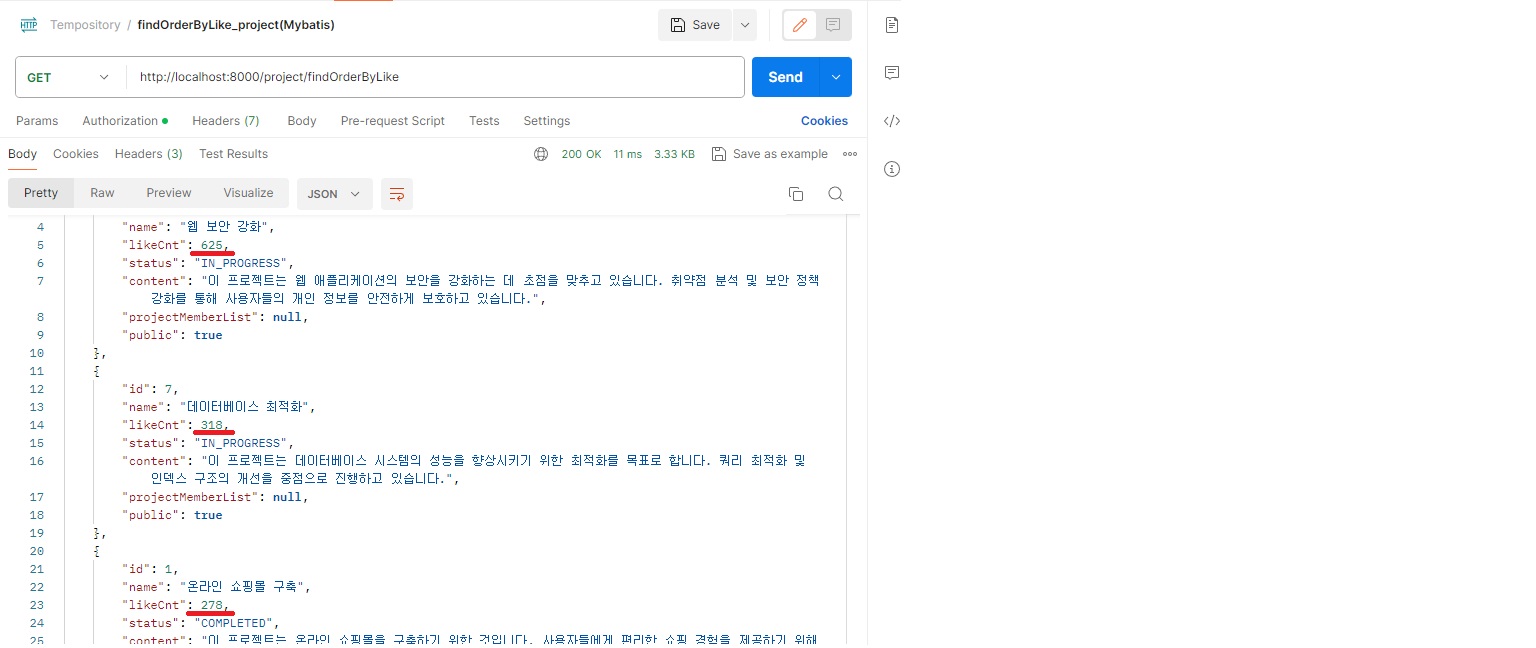 HTTP Tempository / findOrderByLike_project(Mybatis) Save
GET http://localhost:8000/project/findOrderByLike Send
Params Authorization Headers (7) Body Pre-request Script Tests Settings Cookies
Body Cookies Headers (3) Test Results 200 OK 11 ms 3.33 KB Save as example
Pretty Raw Preview Visualize JSON
4 "name": "웹 보안 강화",
5 "likeCnt": 625,
6 "status": "IN_PROGRESS",
7 "content": "이 프로젝트는 웹 애플리케이션의 보안을 강화하는 데 초점을 맞추고 있습니다. 취약점 분석 및 보안 정책
강화를 통해 사용자들의 개인 정보를 안전하게 보호하고 있습니다.",
8 "projectMemberList": null,
9 "public": true
10 },
11 {
12 "id": 7,
13 "name": "데이터베이스 최적화",
14 "likeCnt": 318,
15 "status": "IN_PROGRESS",
16 "content": "이 프로젝트는 데이터베이스 시스템의 성능을 향상시키기 위한 최적화를 목표로 합니다. 쿼리 최적화 및
인덱스 구조의 개선을 중점으로 진행하고 있습니다.",
17 "projectMemberList": null,
18 "public": true
19 },
20 {
21 "id": 1,
22 "name": "온라인 쇼핑몰 구축",
23 "likeCnt": 278,
24 "status": "COMPLETED",
25 "content": "이 프로젝트는 온라인 쇼핑몰을 구축하기 위한 것입니다. 사용자들에게 편리한 쇼핑 경험을 제공하기 위해